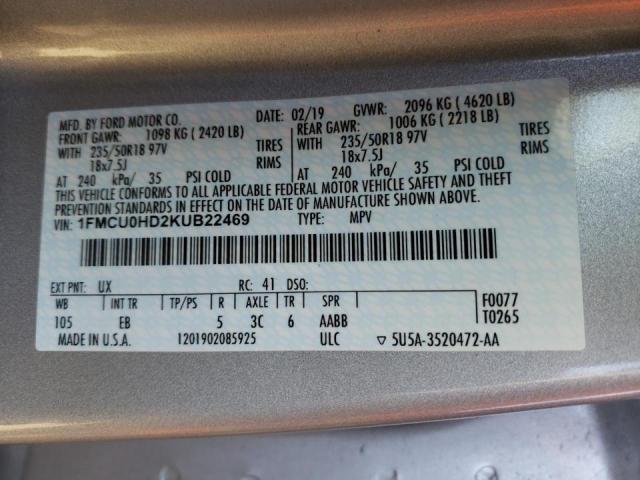 MFD. BY FORD MOTOR CO. DATE: 02/19 GVWR: 2096 KG ( 4620 LB)
FRONT GAWR: 1098 KG ( 2420 LB) REAR GAWR: 1006 KG ( 2218 LB)
WITH 235/50R18 97V TIRES WITH 235/50R18 97V TIRES
18x7.5J RIMS 18x7.5J RIMS
AT 240 kPa/ 35 PSI COLD AT 240 kPa/ 35 PSI COLD
THIS VEHICLE CONFORMS TO ALL APPLICABLE FEDERAL MOTOR VEHICLE SAFETY AND THEFT
PREVENTION STANDARDS IN EFFECT ON THE DATE OF MANUFACTURE SHOWN ABOVE.
VIN: 1FMCU0HD2KUB22469 TYPE: MPV
EXT PNT: UX RC: 41 DSO:
WB INT TR TP/PS R AXLE TR SPR F0077
105 EB 5 3C 6 AABB T0265
MADE IN U.S.A. 1201902085925 ULC ▽ 5U5A-3520472-AA